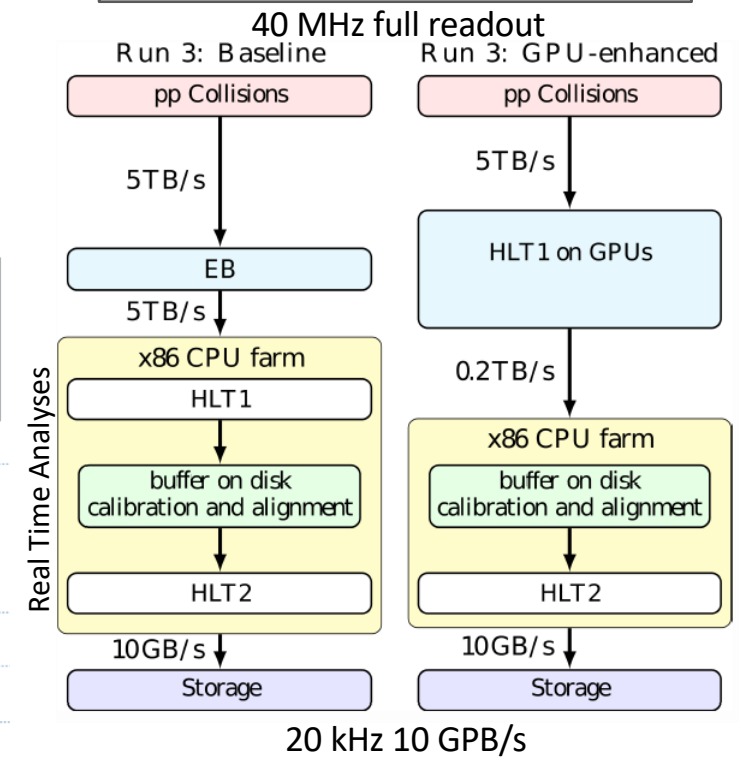 40 MHz full readout
Run 3: Baseline
pp Collisions
5TB/s
EB
5TB/s
x86 CPU farm
HLT1
buffer on disk
calibration and alignment
HLT2
10GB/s
Storage
Run 3: GPU-enhanced
pp Collisions
5TB/s
HLT1 on GPUs
0.2TB/s
x86 CPU farm
buffer on disk
calibration and alignment
HLT2
10GB/s
Storage
Real Time Analyses
20 kHz 10 GPB/s